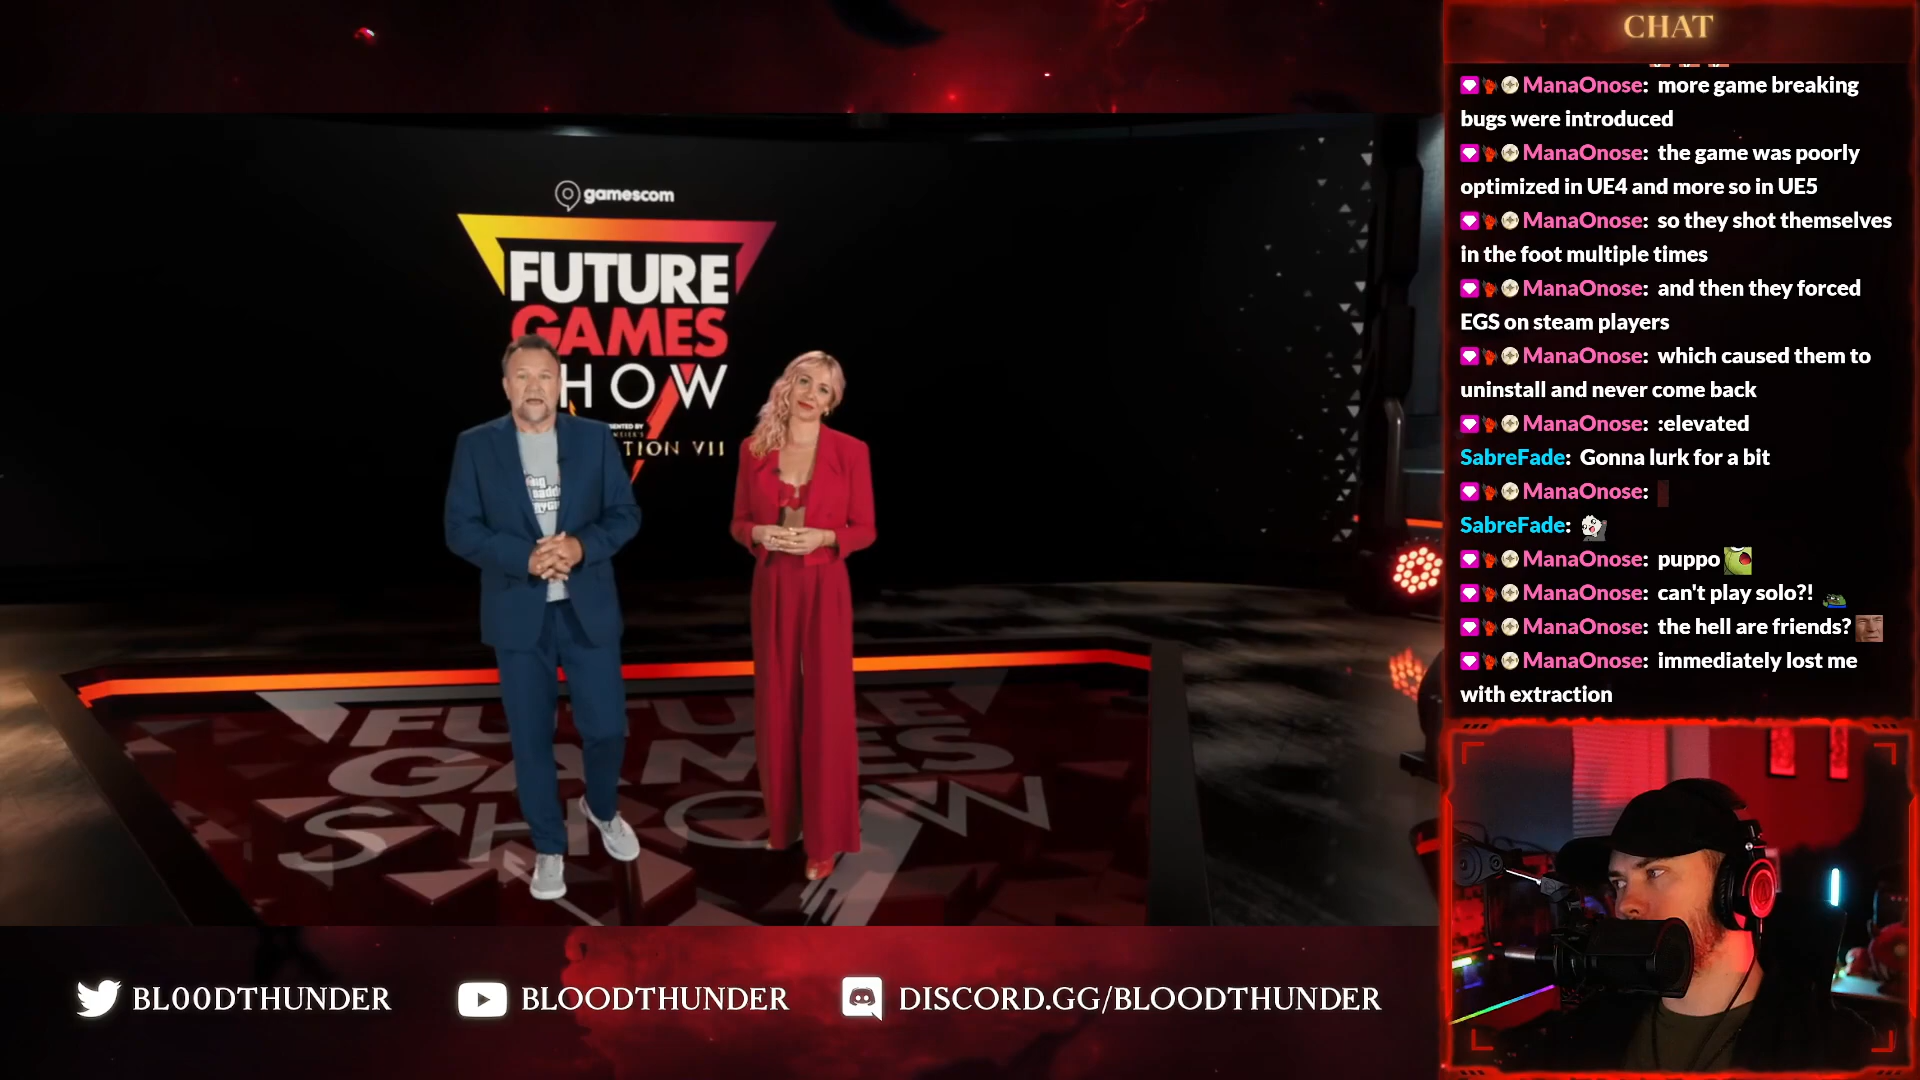 gamescom
FUTURE
GAMES
HOW
TION VII
FUTURE
GAMES
SHOW
BL00DTHUNDER
BLOODTHUNDER
DISCORD.GG/BLOODTHUNDER
CHAT
ManaOnose: more game breaking
bugs were introduced
ManaOnose: the game was poorly
optimized in UE4 and more so in UE5
ManaOnose: so they shot themselves
in the foot multiple times
ManaOnose: and then they forced
EGS on steam players
ManaOnose: which caused them to
uninstall and never come back
ManaOnose: :elevated
SabreFade: Gonna lurk for a bit
ManaOnose:
SabreFade:
ManaOnose: puppo
ManaOnose: can't play solo?!
ManaOnose: the hell are friends?
ManaOnose: immediately lost me
with extraction